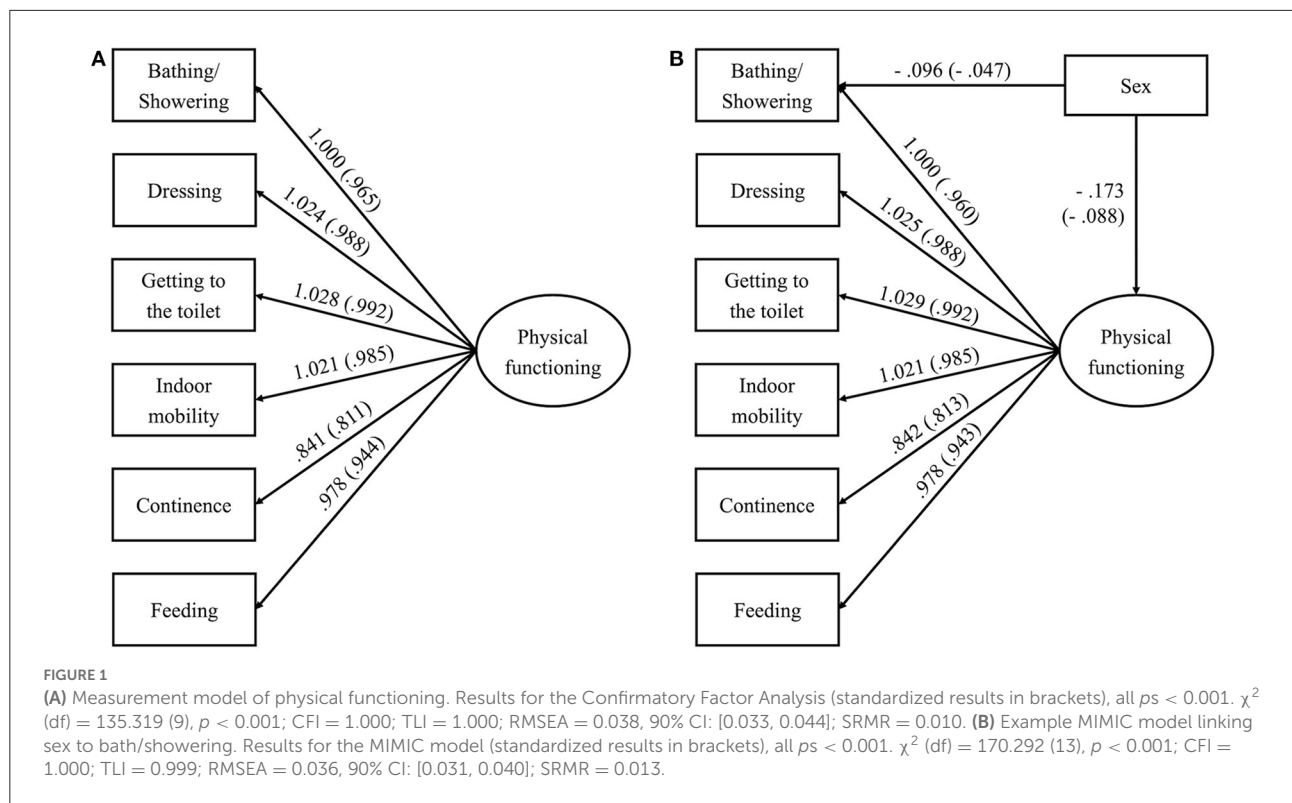 A
Bathing/
Showering
Dressing
Getting to
the toilet
Indoor
mobility
Continence
Feeding
1.000 (.965)
1.024 (.988)
1.028 (.992)
1.021 (.985)
.841 (.811)
.978 (.944)
Physical
functioning
B
Bathing/
Showering
Dressing
Getting to
the toilet
Indoor
mobility
Continence
Feeding
- .096 (- .047)
Sex
- .173
(- .088)
1.000 (.960)
1.025 (.988)
1.029 (.992)
1.021 (.985)
.842 (.813)
.978 (.943)
Physical
functioning
FIGURE 1
(A) Measurement model of physical functioning. Results for the Confirmatory Factor Analysis (standardized results in brackets), all ps < 0.001. χ²
(df) = 135.319 (9), p < 0.001; CFI = 1.000; TLI = 1.000; RMSEA = 0.038, 90% CI: [0.033, 0.044]; SRMR = 0.010. (B) Example MIMIC model linking
sex to bath/showering. Results for the MIMIC model (standardized results in brackets), all ps < 0.001. χ² (df) = 170.292 (13), p < 0.001; CFI =
1.000; TLI = 0.999; RMSEA = 0.036, 90% CI: [0.031, 0.040]; SRMR = 0.013.